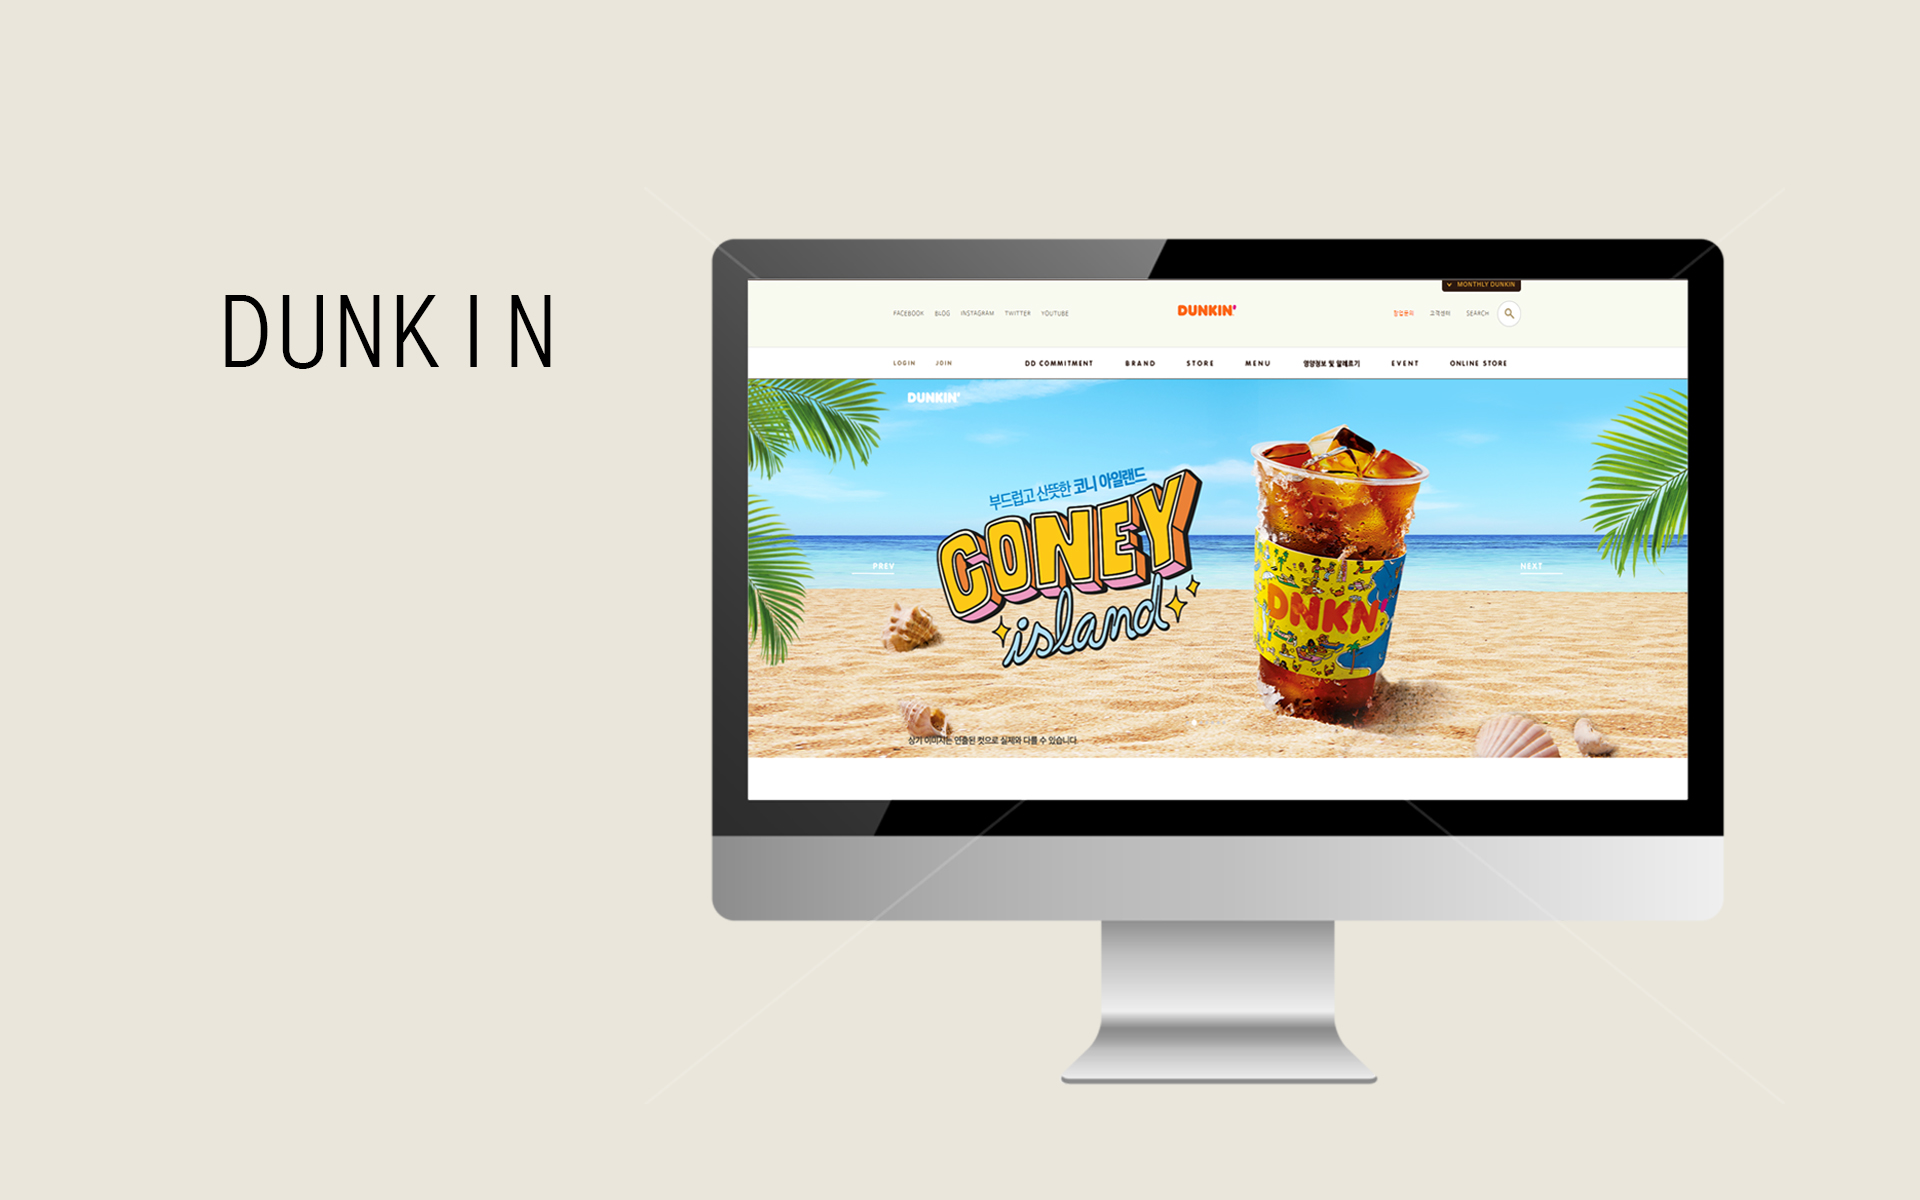 DUNKIN
MONTHLY DUNKIN
FACEBOOK BLOG INSTAGRAM TWITTER YOUTUBE
DUNKIN'
창업문의 고객센터 SEARCH
LOGIN JOIN DD COMMITMENT BRAND STORE MENU 영양정보 및 알레르기 EVENT ONLINE STORE
DUNKIN'
부드럽고 산뜻한 코니 아일랜드
CONEY
island
PREV
NEXT
DNKN'
상기 이미지는 연출된 컷으로 실제와 다를 수 있습니다.